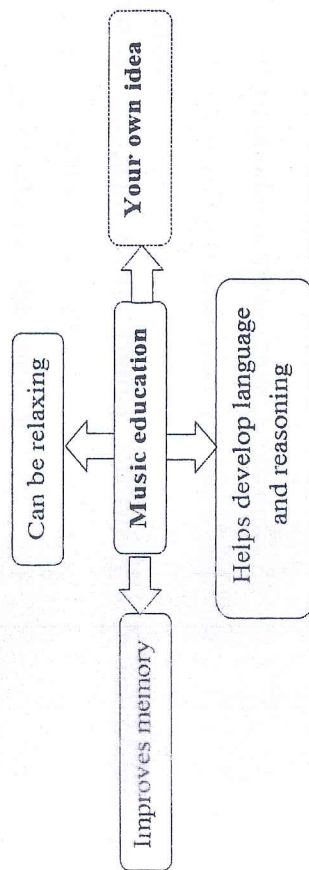 Can be relaxing
Improves memory
Music education
Your own idea
Helps develop language
and reasoning